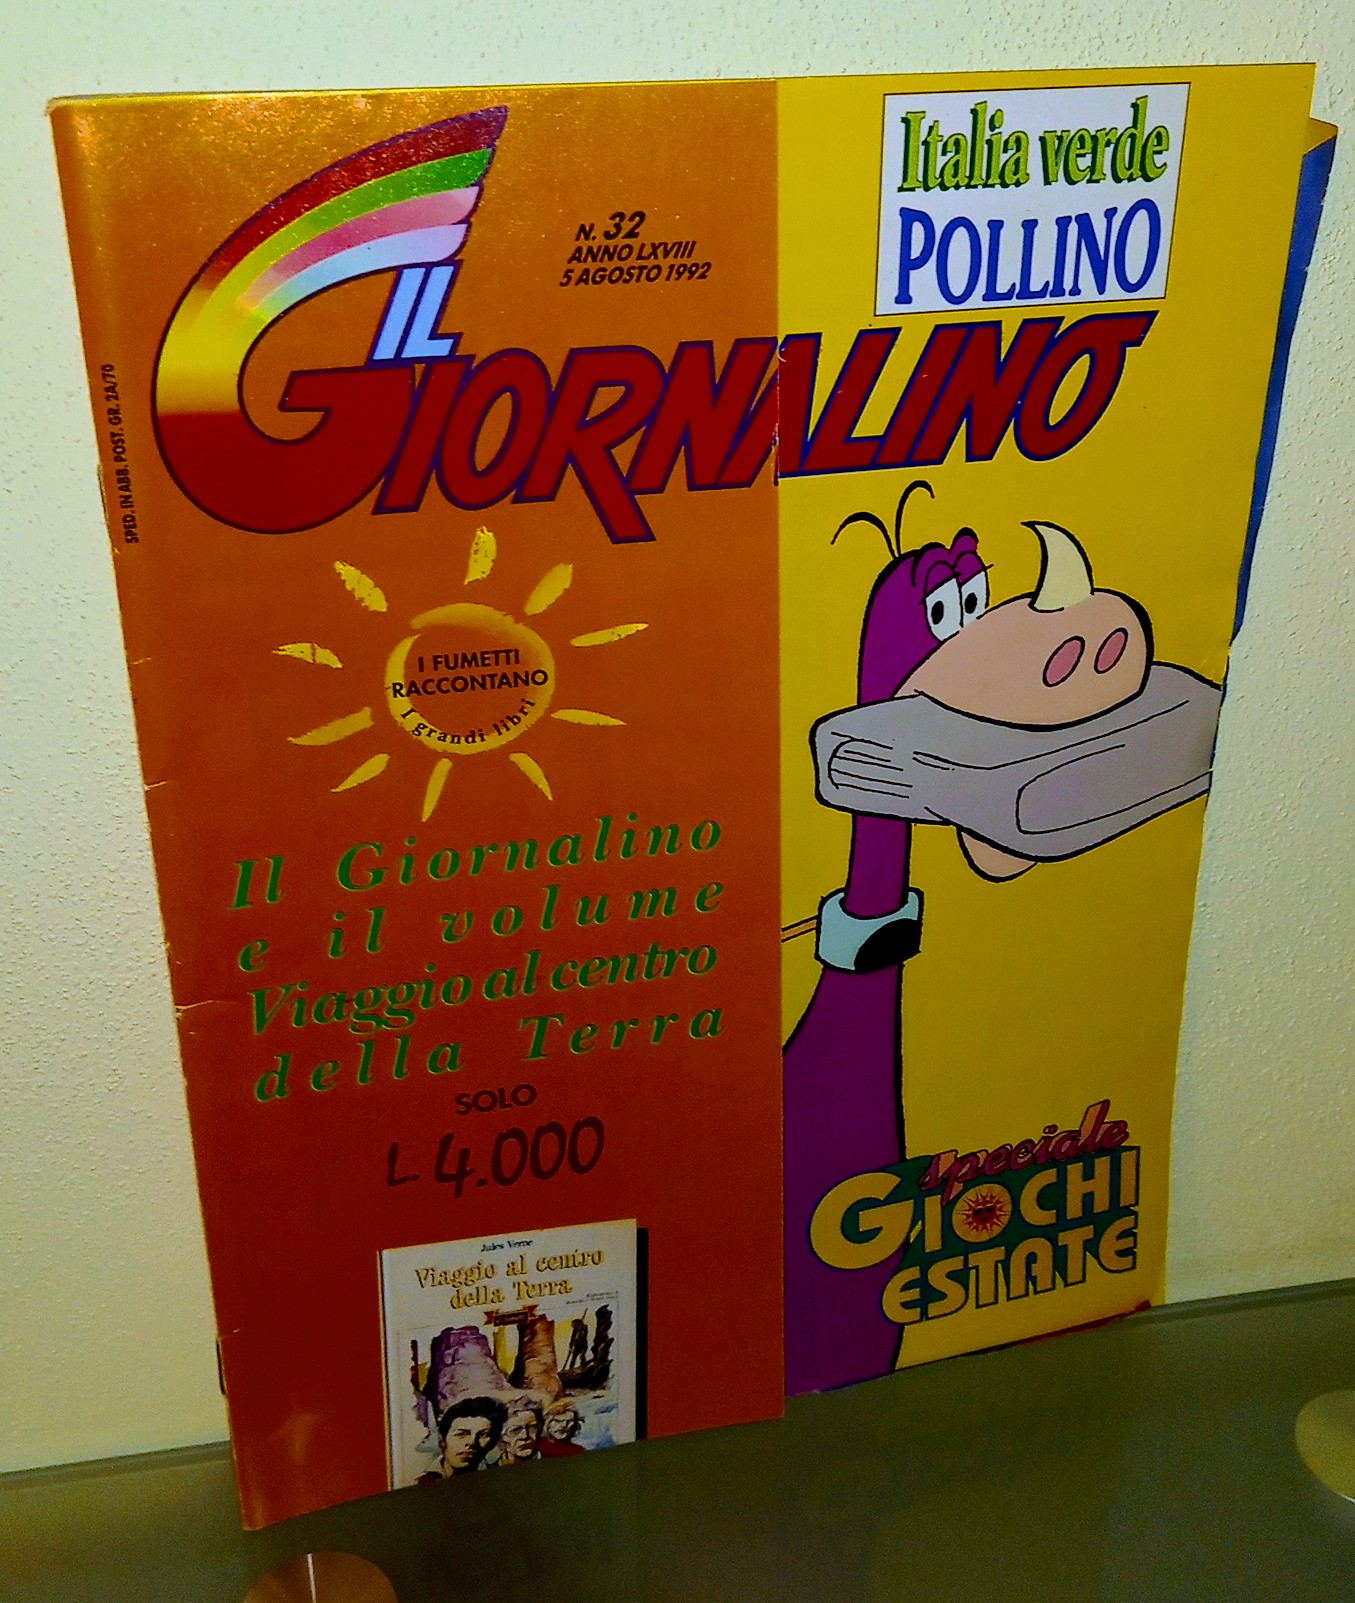 Italia verde
POLLINO
N. 32
ANNO LXVIII
5 AGOSTO 1992
IL
GIORNALINO
SPED. IN ABB. POST. GR. 2A/70
I FUMETTI
RACCONTANO
I grandi libri
Il Giornalino
e il volume
Viaggio al centro
della Terra
SOLO
L. 4.000
Jules Verne
Viaggio al centro
della Terra
speciale
GIOCHI
ESTATE